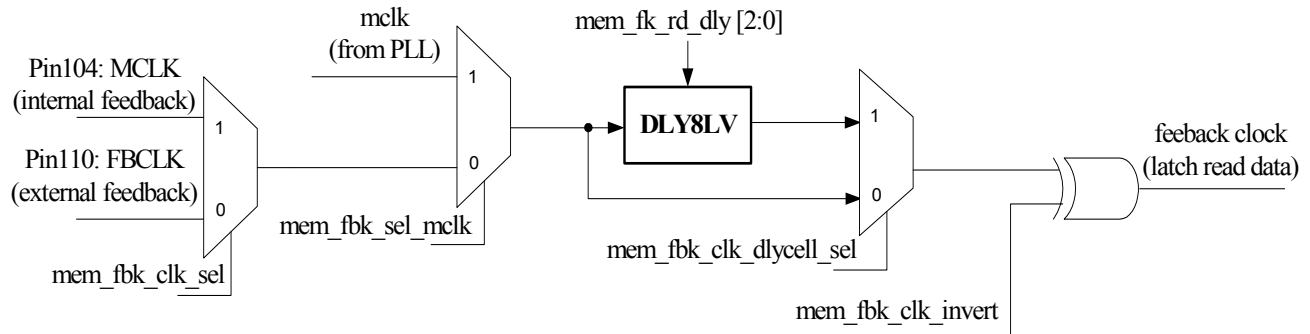 mclk
(from PLL)
mem_fk_rd_dly [2:0]
Pin104: MCLK
(internal feedback)
1
1
DLY8LV
1
feeback clock
(latch read data)
Pin110: FBCLK
(external feedback)
0
0
0
mem_fbk_sel_mclk
mem_fbk_clk_dlycell_sel
mem_fbk_clk_sel
mem_fbk_clk_invert